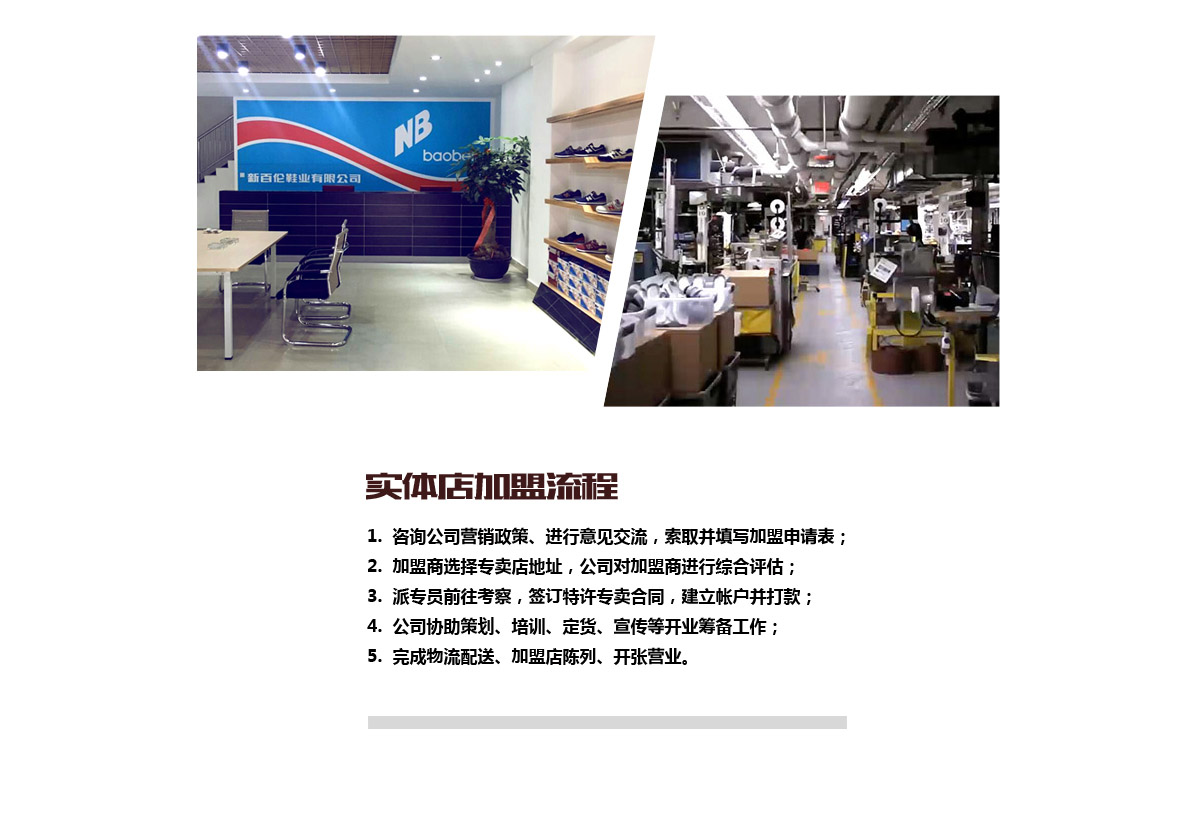 NB
新百伦鞋业有限公司
实体店加盟流程
1. 咨询公司营销政策、进行意见交流，索取并填写加盟申请表；
2. 加盟商选择专卖店地址，公司对加盟商进行综合评估；
3. 派专员前往考察，签订特许专卖合同，建立帐户并打款；
4. 公司协助策划、培训、定货、宣传等开业筹备工作；
5. 完成物流配送、加盟店陈列、开张营业。